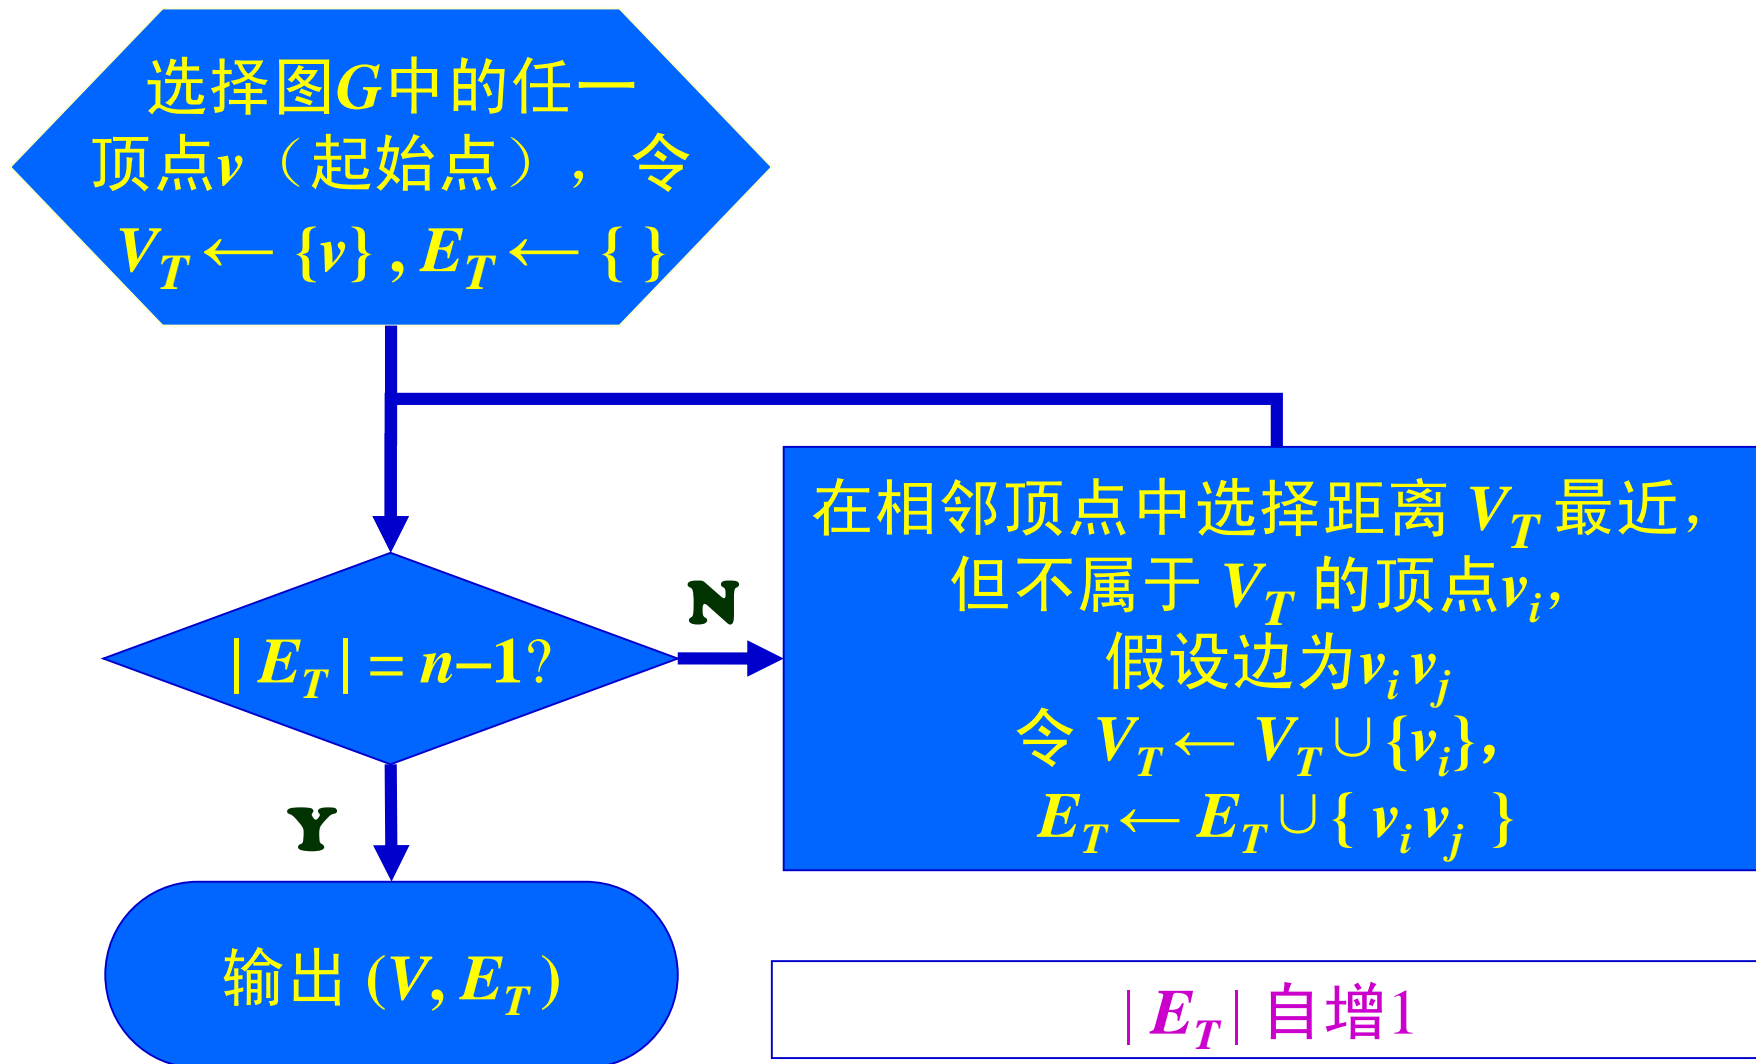 选择图G中的任一
顶点v（起始点），令
V_T ← {v} , E_T ← { }
在相邻顶点中选择距离 V_T 最近，
但不属于 V_T 的顶点v_i，
假设边为v_i v_j
令 V_T ← V_T ∪ {v_i}，
E_T ← E_T ∪ { v_i v_j }
N
| E_T | = n–1?
Y
输出 (V, E_T )
| E_T | 自增1